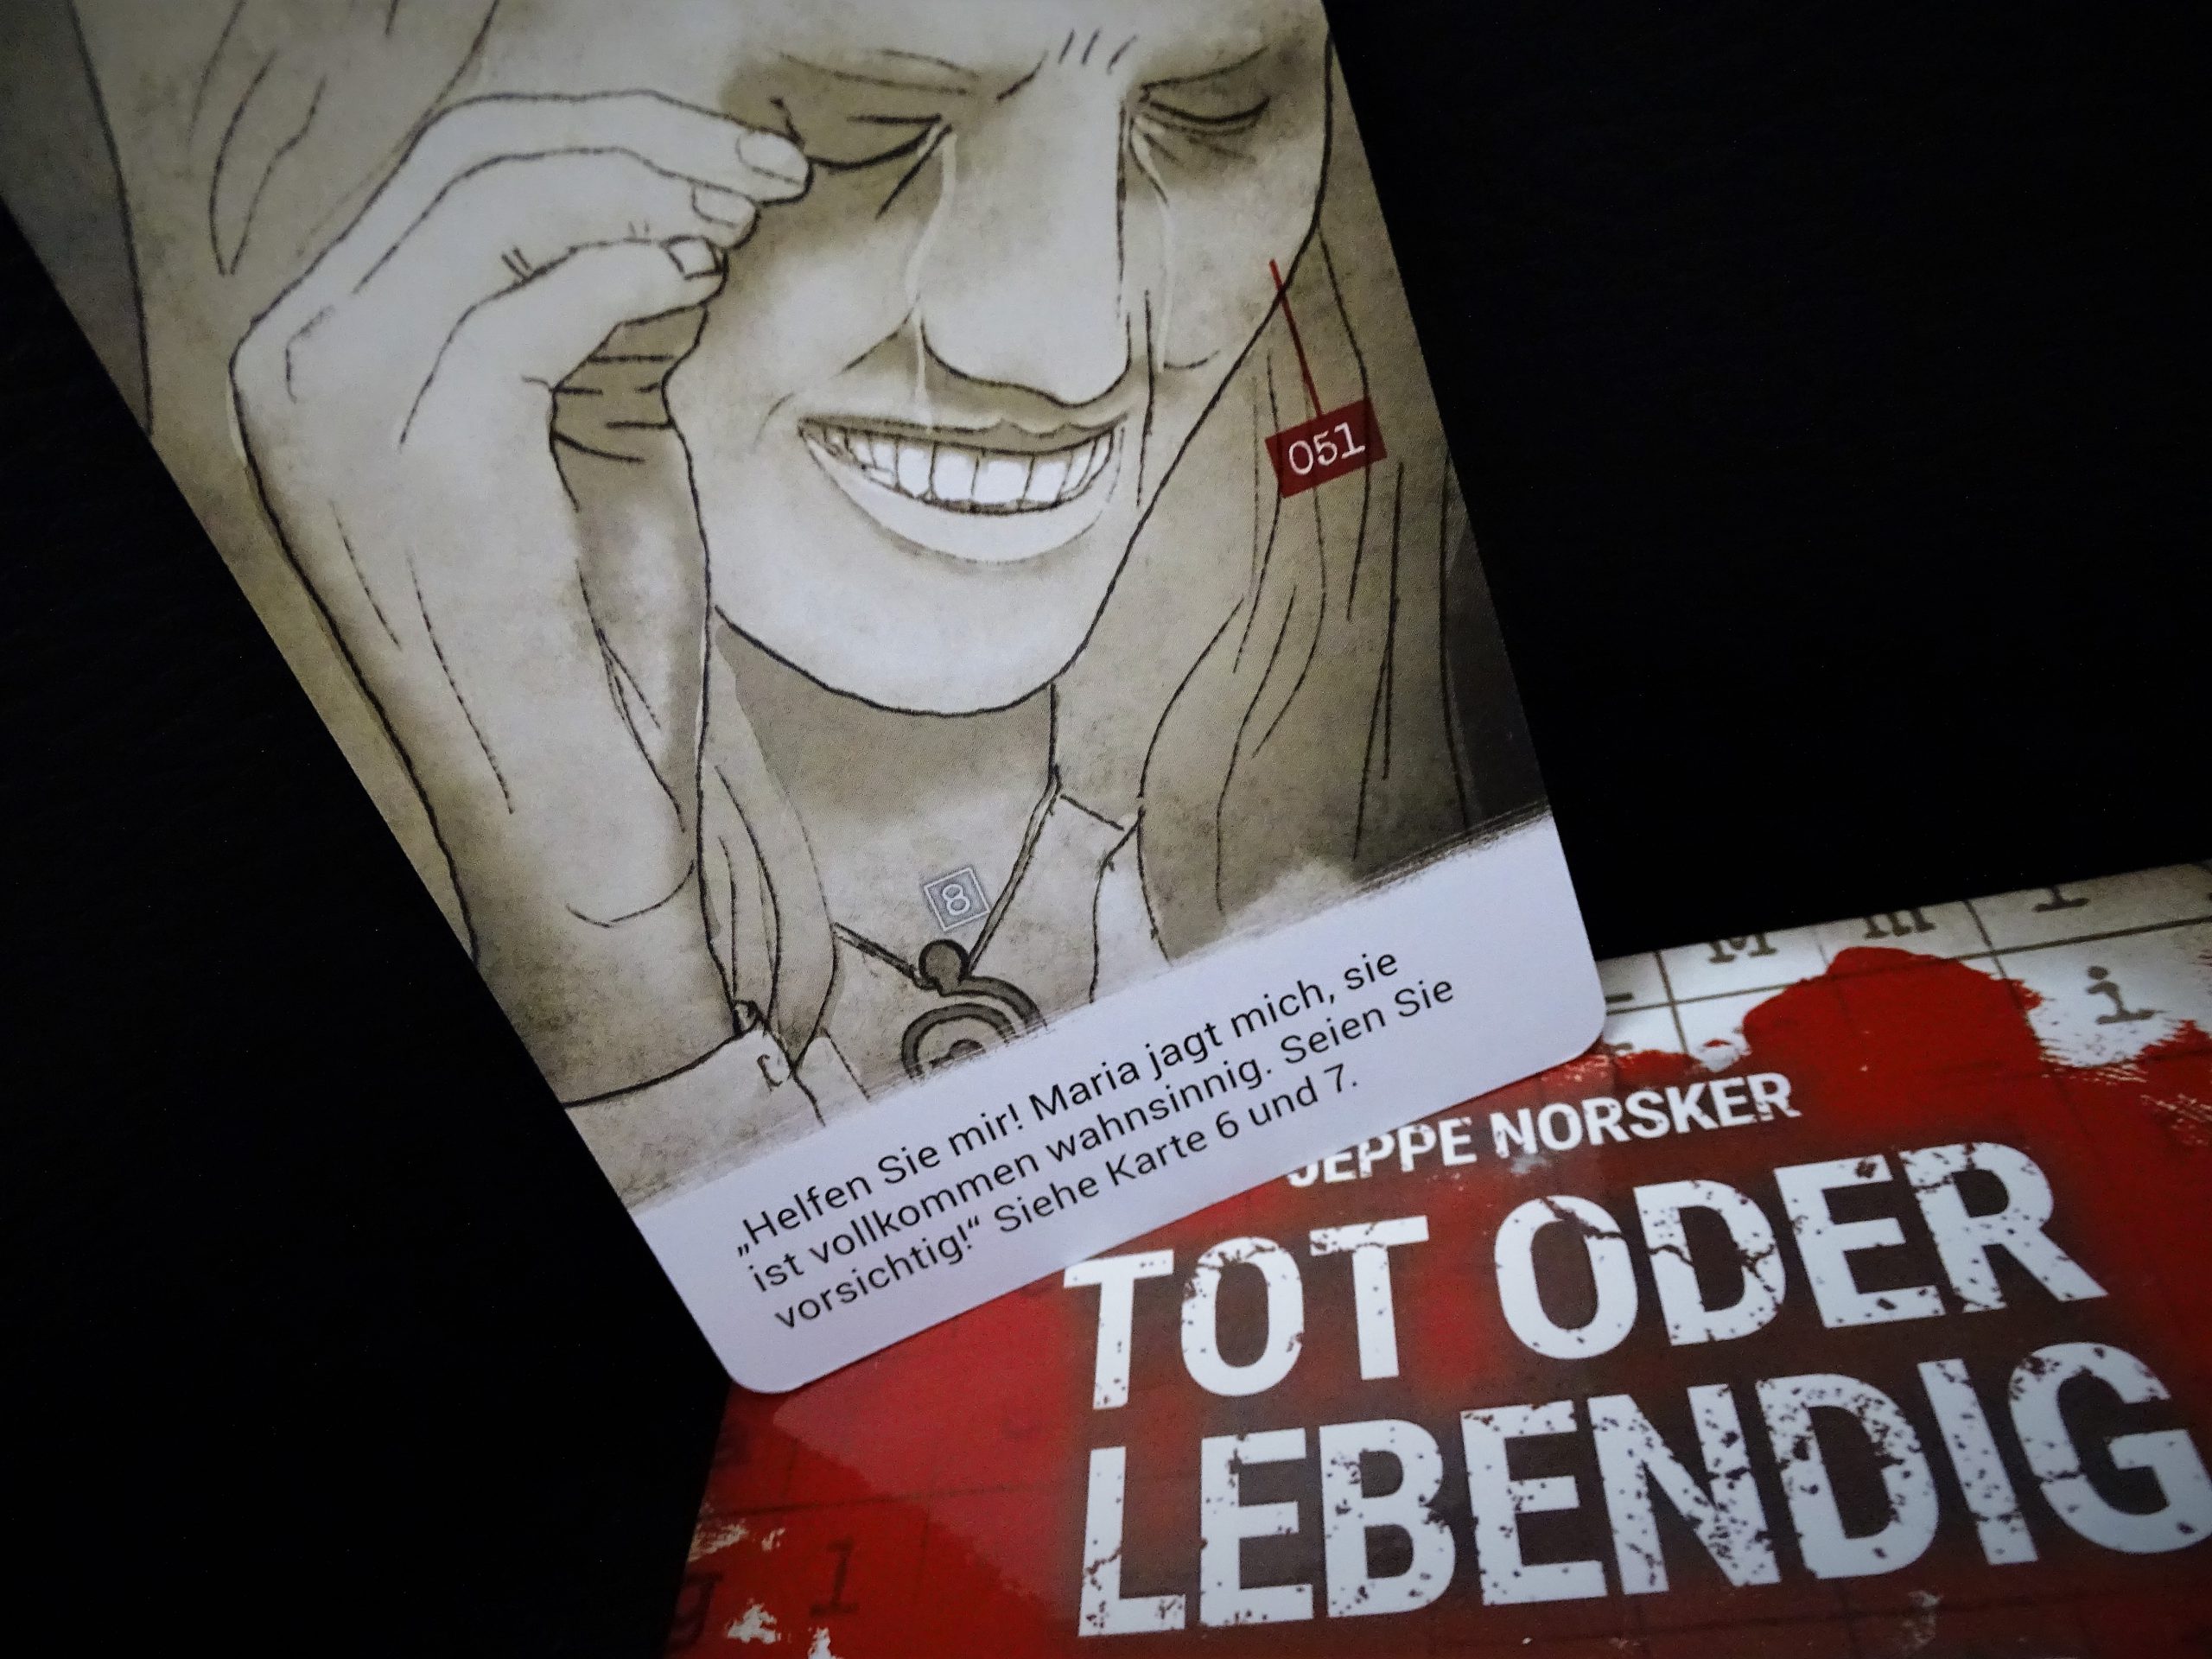 051
8
„Helfen Sie mir! Maria jagt mich, sie
ist vollkommen wahnsinnig. Seien Sie
vorsichtig!“ Siehe Karte 6 und 7.
M m i
i
JEPPE NORSKER
TOT ODER
LEBENDIG
g i